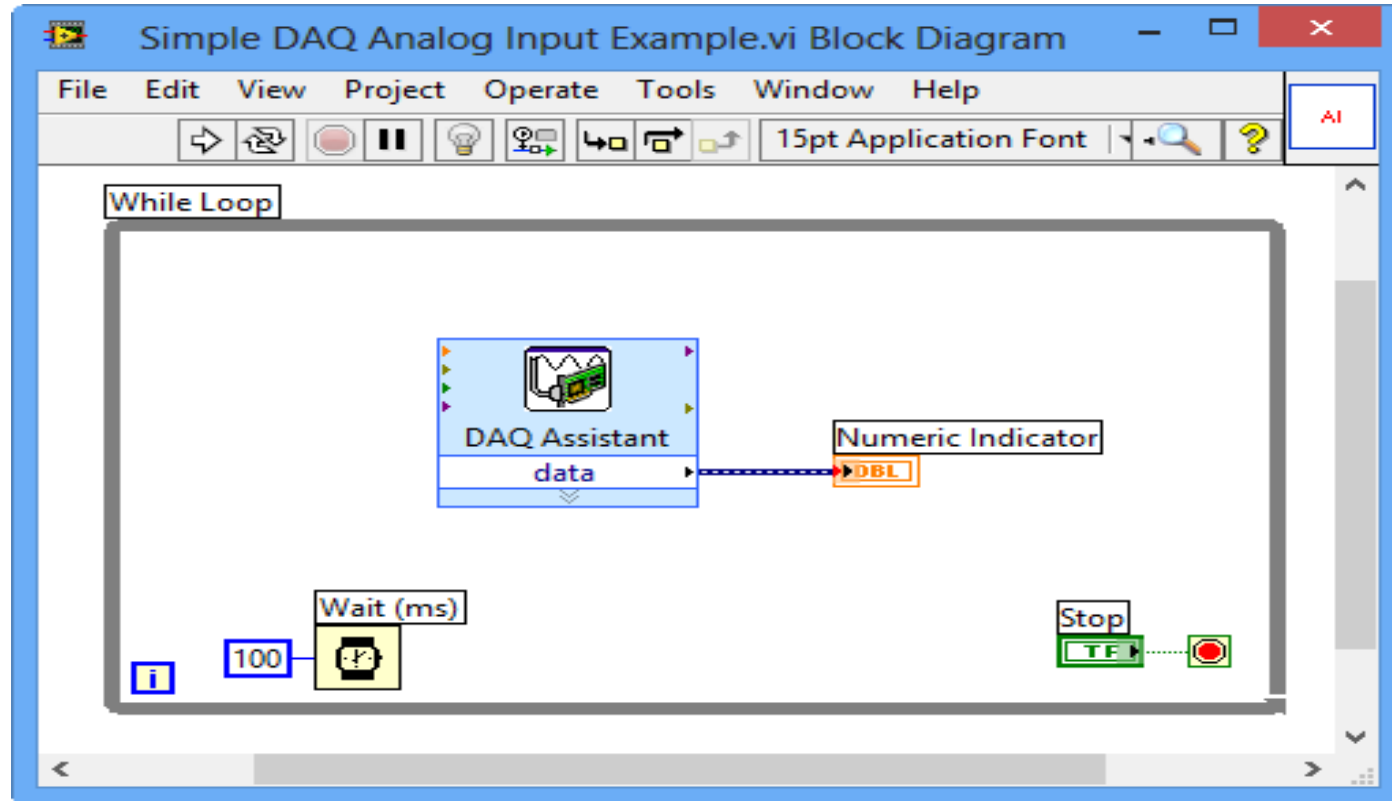 Simple DAQ Analog Input Example.vi Block Diagram
File Edit View Project Operate Tools Window Help
AI
15pt Application Font
While Loop
DAQ Assistant
data
Numeric Indicator
DBL
Wait (ms)
100
i
Stop
TF